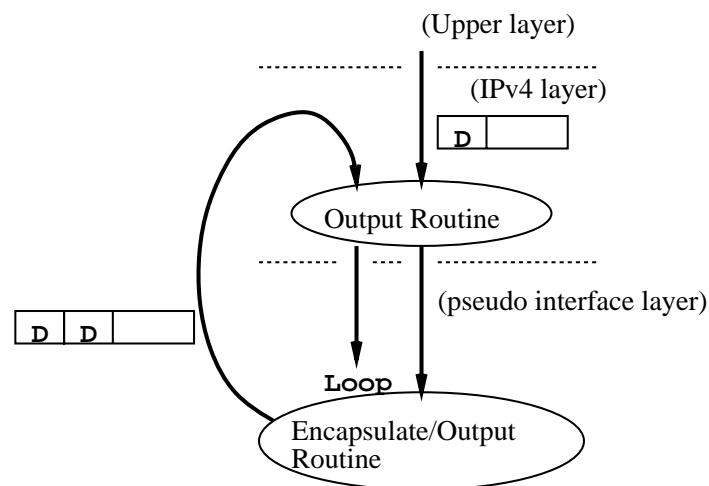 (Upper layer)
(IPv4 layer)
D
Output Routine
(pseudo interface layer)
D D
Loop
Encapsulate/Output
Routine